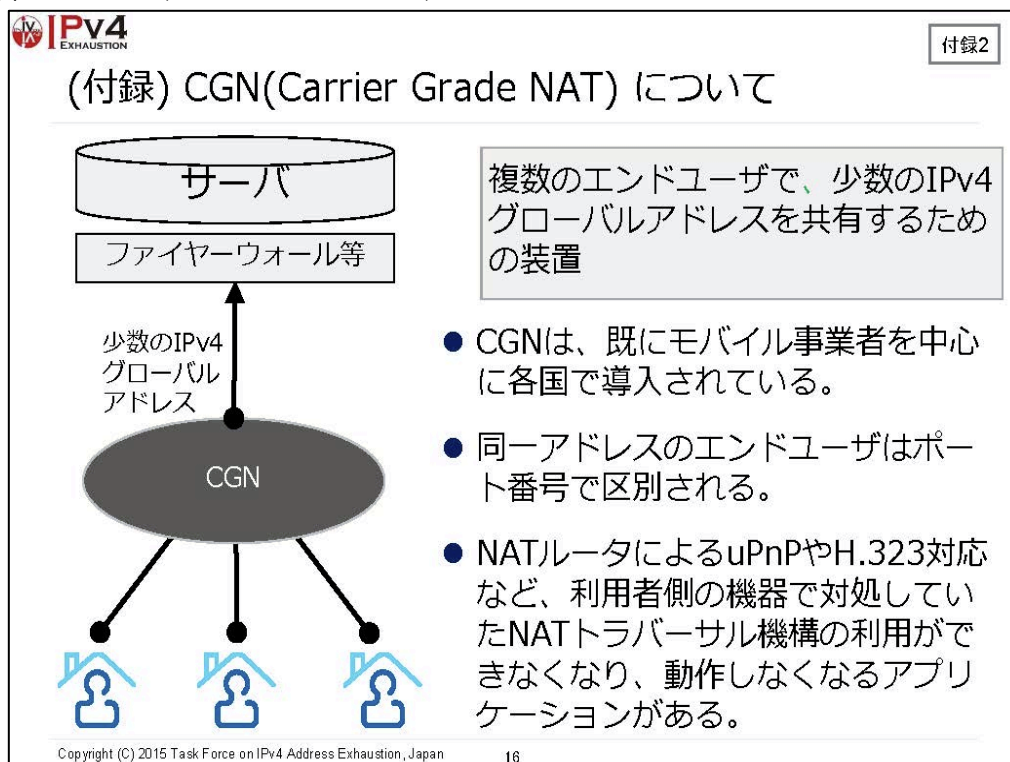 IPv4
EXHAUSTION
付録2
(付録) CGN(Carrier Grade NAT) について
サーバ
ファイヤーウォール等
少数のIPv4
グローバル
アドレス
CGN
複数のエンドユーザで、少数のIPv4
グローバルアドレスを共有するため
の装置
● CGNは、既にモバイル事業者を中心
に各国で導入されている。
● 同一アドレスのエンドユーザはポー
ト番号で区別される。
● NATルータによるuPnPやH.323対応
など、利用者側の機器で対処してい
たNATトラバーサル機構の利用がで
きなくなり、動作しなくなるアプリ
ケーションがある。
Copyright (C) 2015 Task Force on IPv4 Address Exhaustion, Japan
16